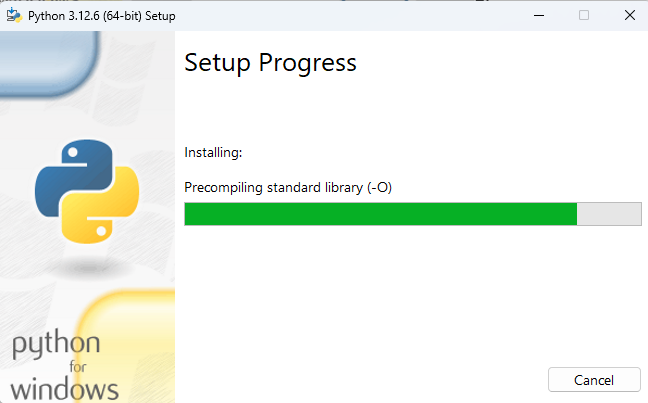 Python 3.12.6 (64-bit) Setup
Setup Progress
Installing:
Precompiling standard library (-O)
python
for
windows
Cancel